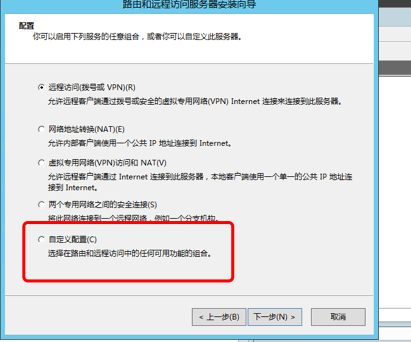 路由和远程访问服务器安装向导
配置
你可以启用下列服务的任意组合，或者你可以自定义此服务器。
远程访问(拨号或 VPN)(R)
允许远程客户端通过拨号或安全的虚拟专用网络(VPN) Internet 连接来连接到此服务器。
网络地址转换(NAT)(E)
允许内部客户端使用一个公共 IP 地址连接到 Internet。
虚拟专用网络(VPN)访问和 NAT(V)
允许远程客户端通过 Internet 连接到此服务器，本地客户端使用一个单一的公共 IP 地址连
接到 Internet。
两个专用网络之间的安全连接(S)
将此网络连接到一个远程网络，例如一个分支机构。
自定义配置(C)
选择在路由和远程访问中的任何可用功能的组合。
< 上一步(B)
下一步(N) >
取消